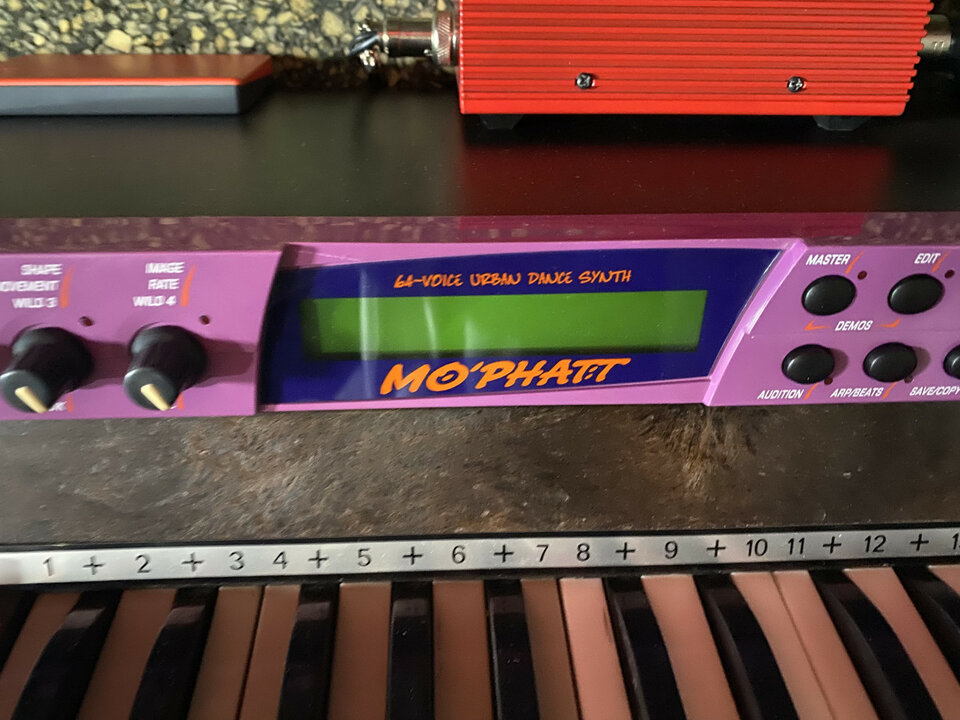 SHAPE
WILD 3
IMAGE
RATE
WILD 4
64-VOICE URBAN DANCE SYNTH
MO'PHATT
MASTER
EDIT
DEMOS
AUDITION
ARP/BEATS
SAVE/COPY
1 + 2 + 3 4 + 5 + 6 + 7 8 + 9 + 10 11 + 12 +